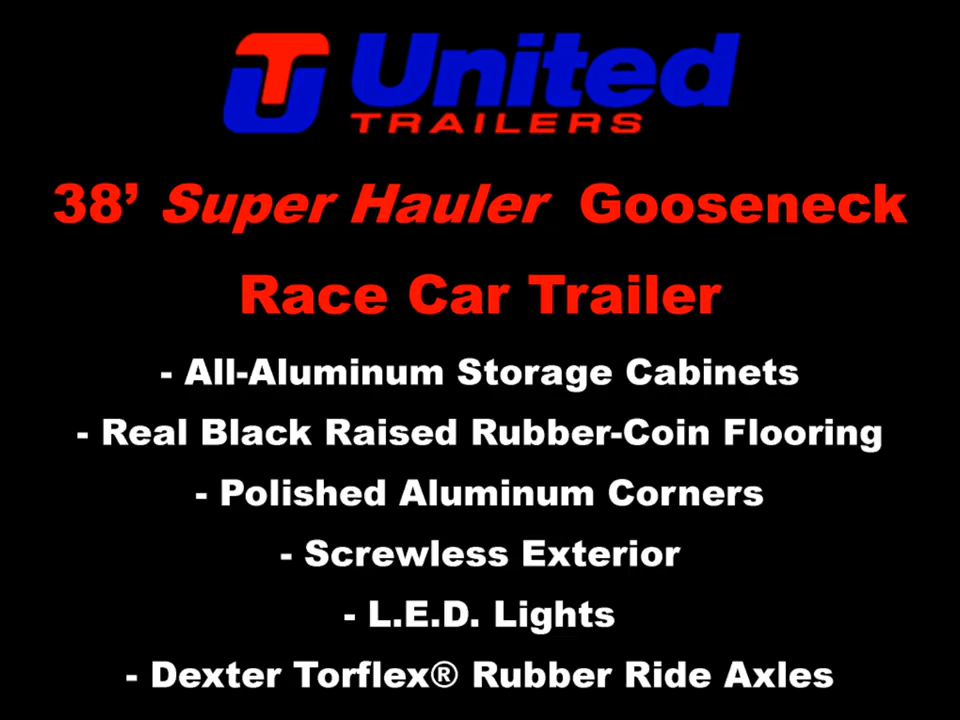 United
TRAILERS
38’ Super Hauler Gooseneck
Race Car Trailer
- All-Aluminum Storage Cabinets
- Real Black Raised Rubber-Coin Flooring
- Polished Aluminum Corners
- Screwless Exterior
- L.E.D. Lights
- Dexter Torflex® Rubber Ride Axles